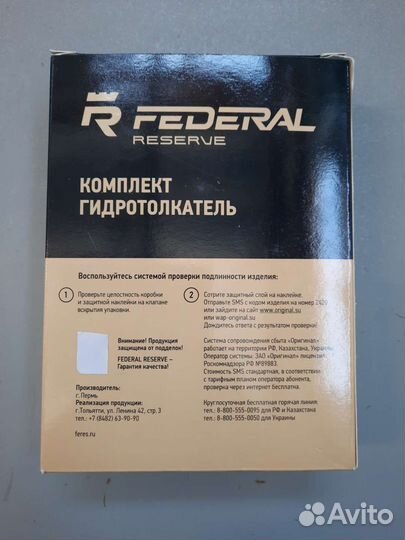 FEDERAL
RESERVE
КОМПЛЕКТ
ГИДРОТОЛКАТЕЛЬ
Воспользуйтесь системой проверки подлинности изделия:
1
Проверьте целостность коробки
и защитной наклейки на клапане
вскрытия упаковки.
2
Сотрите защитный слой на наклейке.
Отправьте SMS с кодом изделия на номер 2420
или зайдите на сайт www.original.su
или wap-original.su
Дождитесь ответа с результатом проверки!
Внимание! Продукция
защищена от подделок!
FEDERAL RESERVE –
Гарантия качества!
Производитель:
г. Пермь
Реализация продукции:
г.Тольятти, ул. Ленина 42, стр. 3
тел.: +7 (8482) 63-90-90
feres.ru
Система сопровождения сбыта «Оригинал»
работает на территории РФ, Казахстана, Украины
Оператор системы: ЗАО «Оригинал» лицензия
Роскомнадзора РФ №89883.
Стоимость SMS стандартная, в соответствии
с тарифным планом оператора абонента,
проверка через интернет бесплатно.
Круглосуточная бесплатная горячая линия:
тел.: 8-800-555-0095 для РФ и Казахстана
тел.: 8-800-555-0050 для Украины
Avito